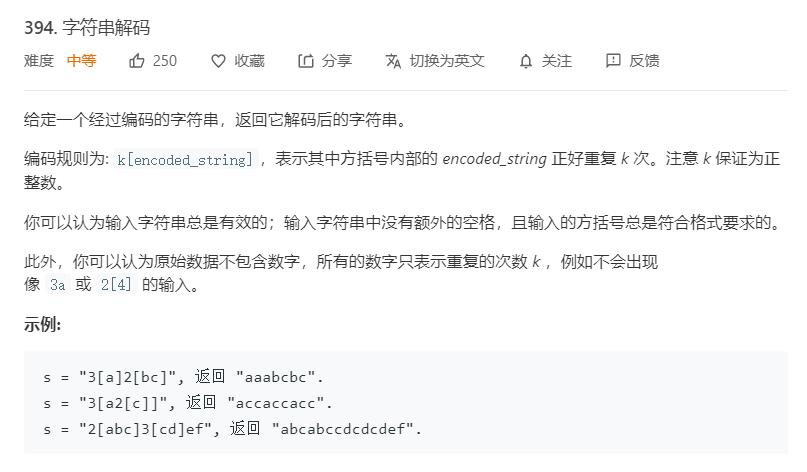 394. 字符串解码
难度 中等 250 收藏 分享 切换为英文 关注 反馈
给定一个经过编码的字符串，返回它解码后的字符串。
编码规则为: k[encoded_string]，表示其中方括号内部的 encoded_string 正好重复 k 次。注意 k 保证为正
整数。
你可以认为输入字符串总是有效的；输入字符串中没有额外的空格，且输入的方括号总是符合格式要求的。
此外，你可以认为原始数据不包含数字，所有的数字只表示重复的次数 k ，例如不会出现
像 3a 或 2[4] 的输入。
示例:
s = "3[a]2[bc]", 返回 "aaabcbc".
s = "3[a2[c]]", 返回 "accaccacc".
s = "2[abc]3[cd]ef", 返回 "abcabccdcdcdef".